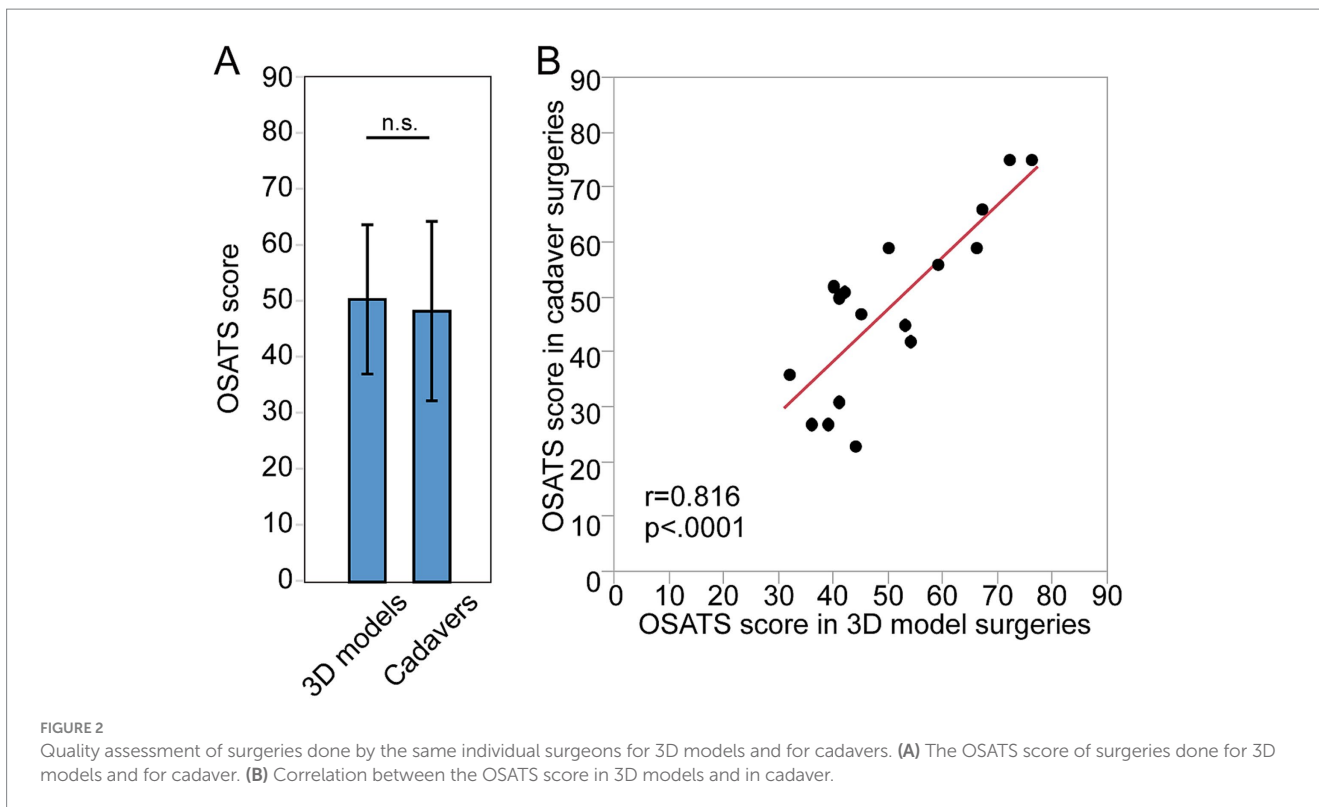 A
90
80
70
60
50
40
30
20
10
0
OSATS score
n.s.
3D models
Cadavers
B
90
80
70
60
50
40
30
20
10
0
OSATS score in cadaver surgeries
r=0.816
p<.0001
0 10 20 30 40 50 60 70 80 90
OSATS score in 3D model surgeries
FIGURE 2
Quality assessment of surgeries done by the same individual surgeons for 3D models and for cadavers. (A) The OSATS score of surgeries done for 3D
models and for cadaver. (B) Correlation between the OSATS score in 3D models and in cadaver.